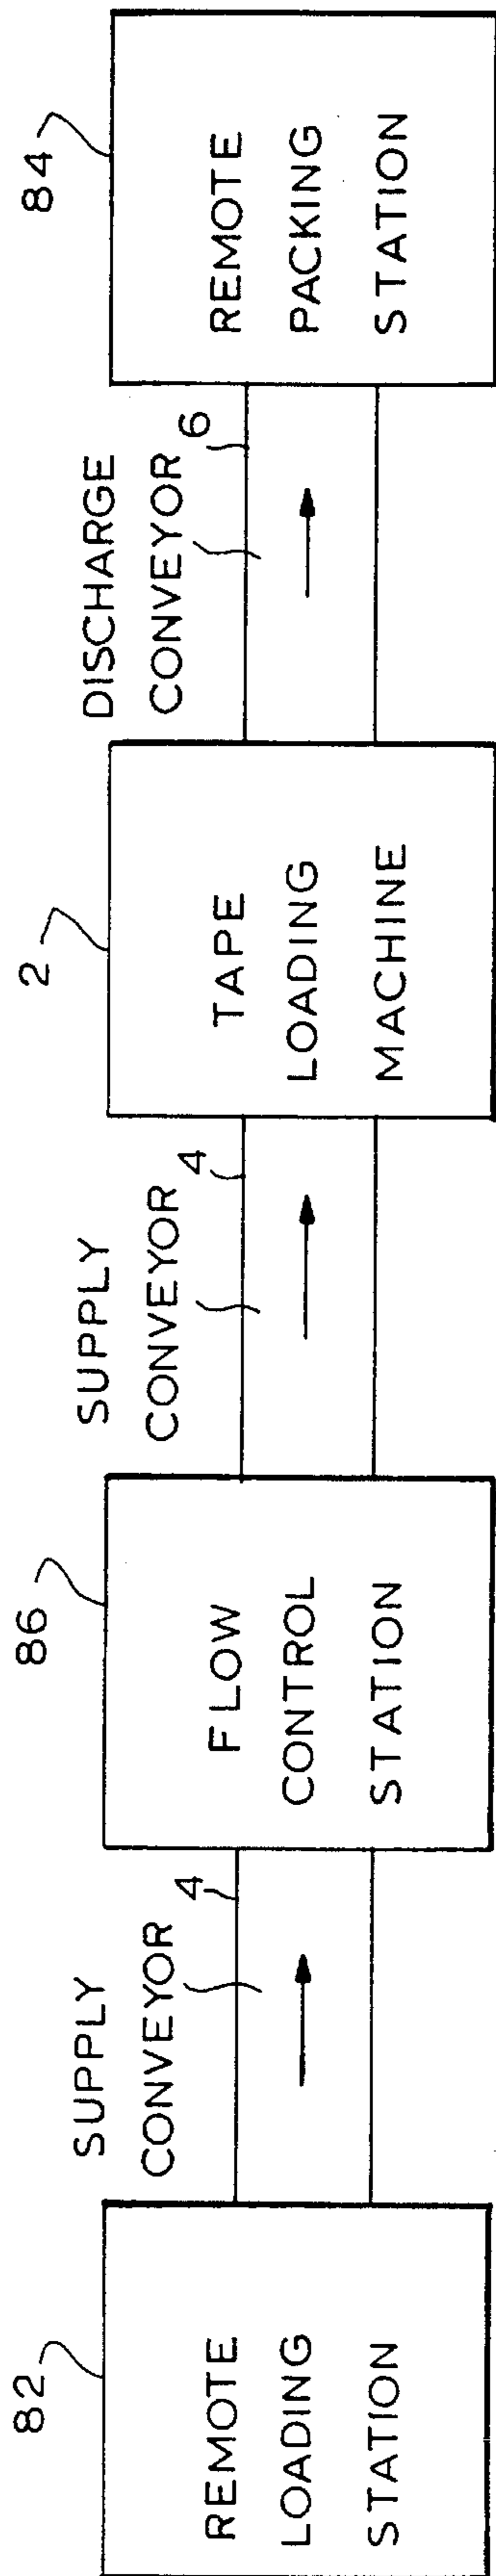 82
REMOTE
LOADING
STATION
SUPPLY
CONVEYOR
4
86
FLOW
CONTROL
STATION
SUPPLY
CONVEYOR
4
2
TAPE
LOADING
MACHINE
DISCHARGE
CONVEYOR
6
84
REMOTE
PACKING
STATION